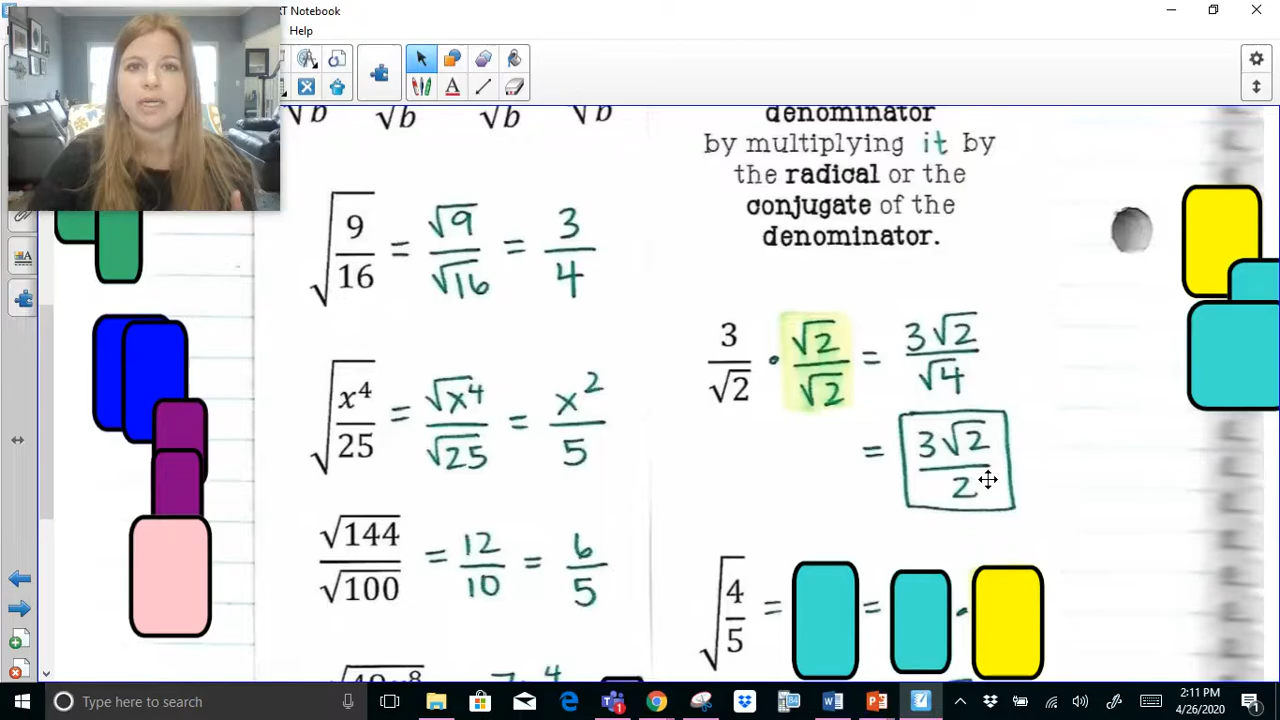 RT Notebook
Help
√b √b √b √b
denominator
by multiplying it by
the radical or the
conjugate of the
denominator.
√(9/16) = √9/√16 = 3/4
3/√2 • √2/√2 = 3√2/√4
= 3√2/2
√(x⁴/25) = √x⁴/√25 = x²/5
√144/√100 = 12/10 = 6/5
√(4/5) = = •
Type here to search
2:11 PM
4/26/2020